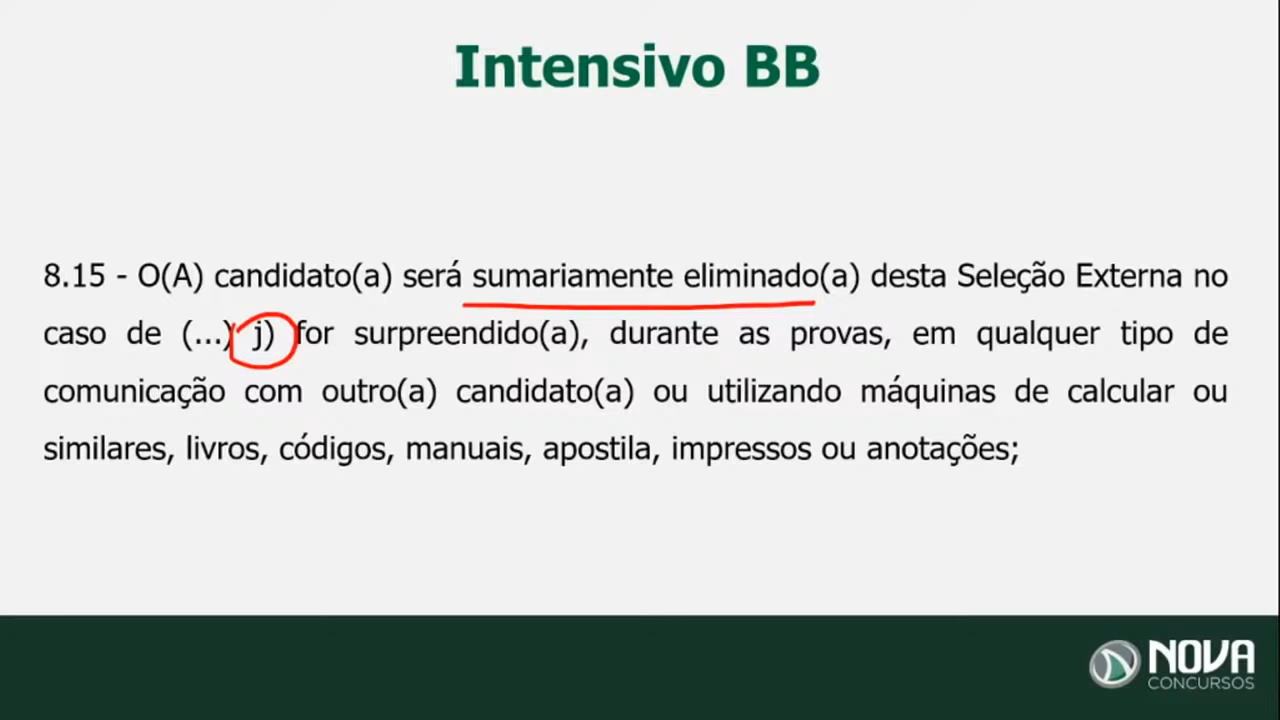 Intensivo BB
8.15 - O(A) candidato(a) será sumariamente eliminado(a) desta Seleção Externa no
caso de (...) j) for surpreendido(a), durante as provas, em qualquer tipo de
comunicação com outro(a) candidato(a) ou utilizando máquinas de calcular ou
similares, livros, códigos, manuais, apostila, impressos ou anotações;
NOVA
CONCURSOS